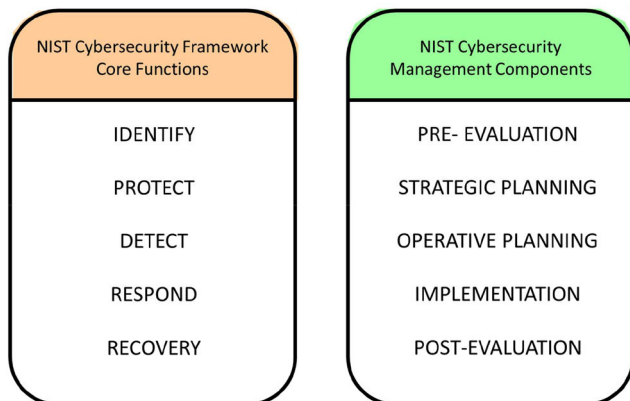 NIST Cybersecurity Framework
Core Functions
IDENTIFY
PROTECT
DETECT
RESPOND
RECOVERY
NIST Cybersecurity
Management Components
PRE- EVALUATION
STRATEGIC PLANNING
OPERATIVE PLANNING
IMPLEMENTATION
POST-EVALUATION